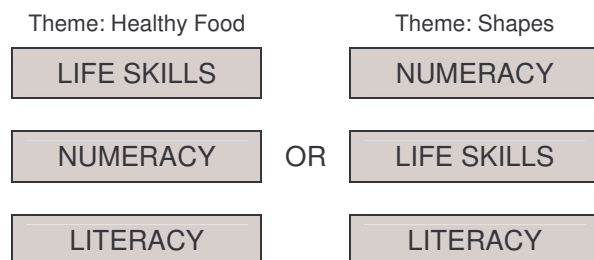 Theme: Healthy Food
LIFE SKILLS
NUMERACY
LITERACY
OR
Theme: Shapes
NUMERACY
LIFE SKILLS
LITERACY